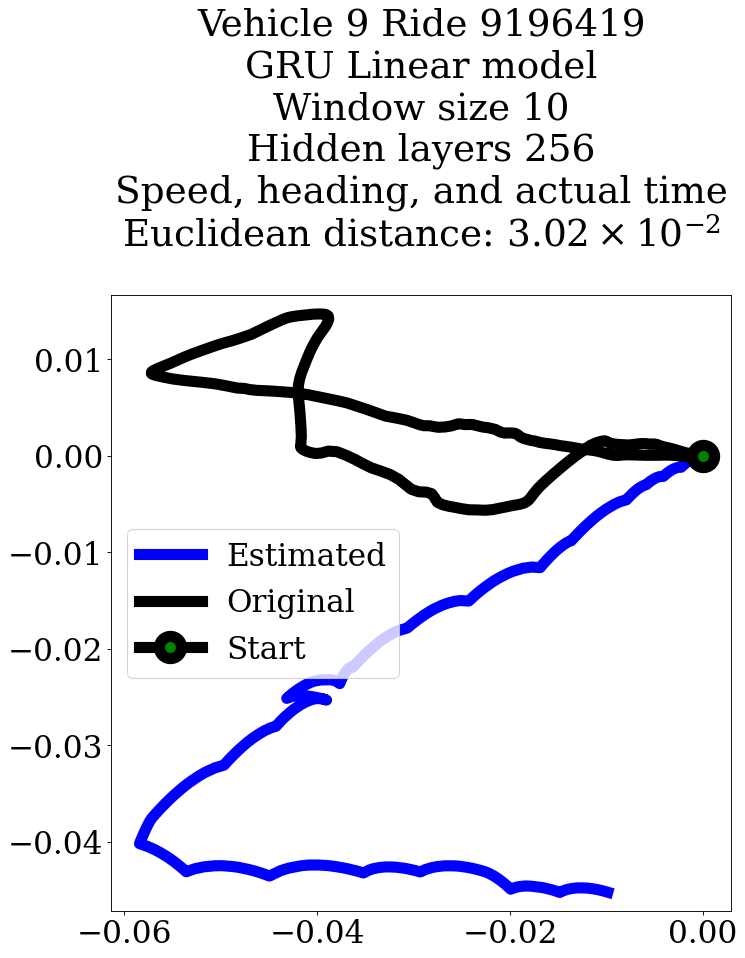 Vehicle 9 Ride 9196419
GRU Linear model
Window size 10
Hidden layers 256
Speed, heading, and actual time
Euclidean distance: 3.02 × 10⁻²
0.01
0.00
−0.01
−0.02
−0.03
−0.04
Estimated
Original
Start
−0.06 −0.04 −0.02 0.00